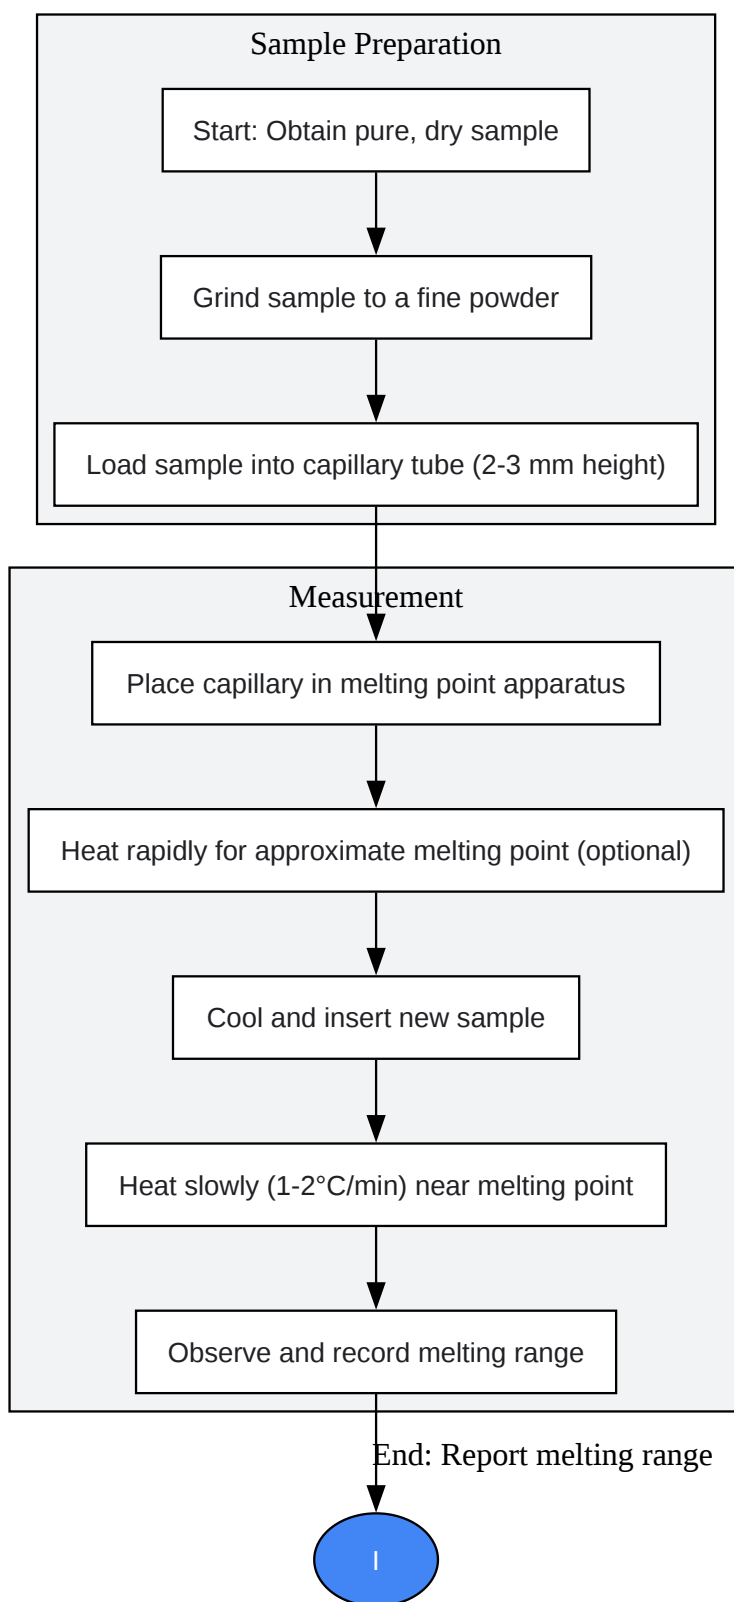 Sample Preparation
Start: Obtain pure, dry sample
Grind sample to a fine powder
Load sample into capillary tube (2-3 mm height)
Measurement
Place capillary in melting point apparatus
Heat rapidly for approximate melting point (optional)
Cool and insert new sample
Heat slowly (1-2°C/min) near melting point
Observe and record melting range
End: Report melting range
I